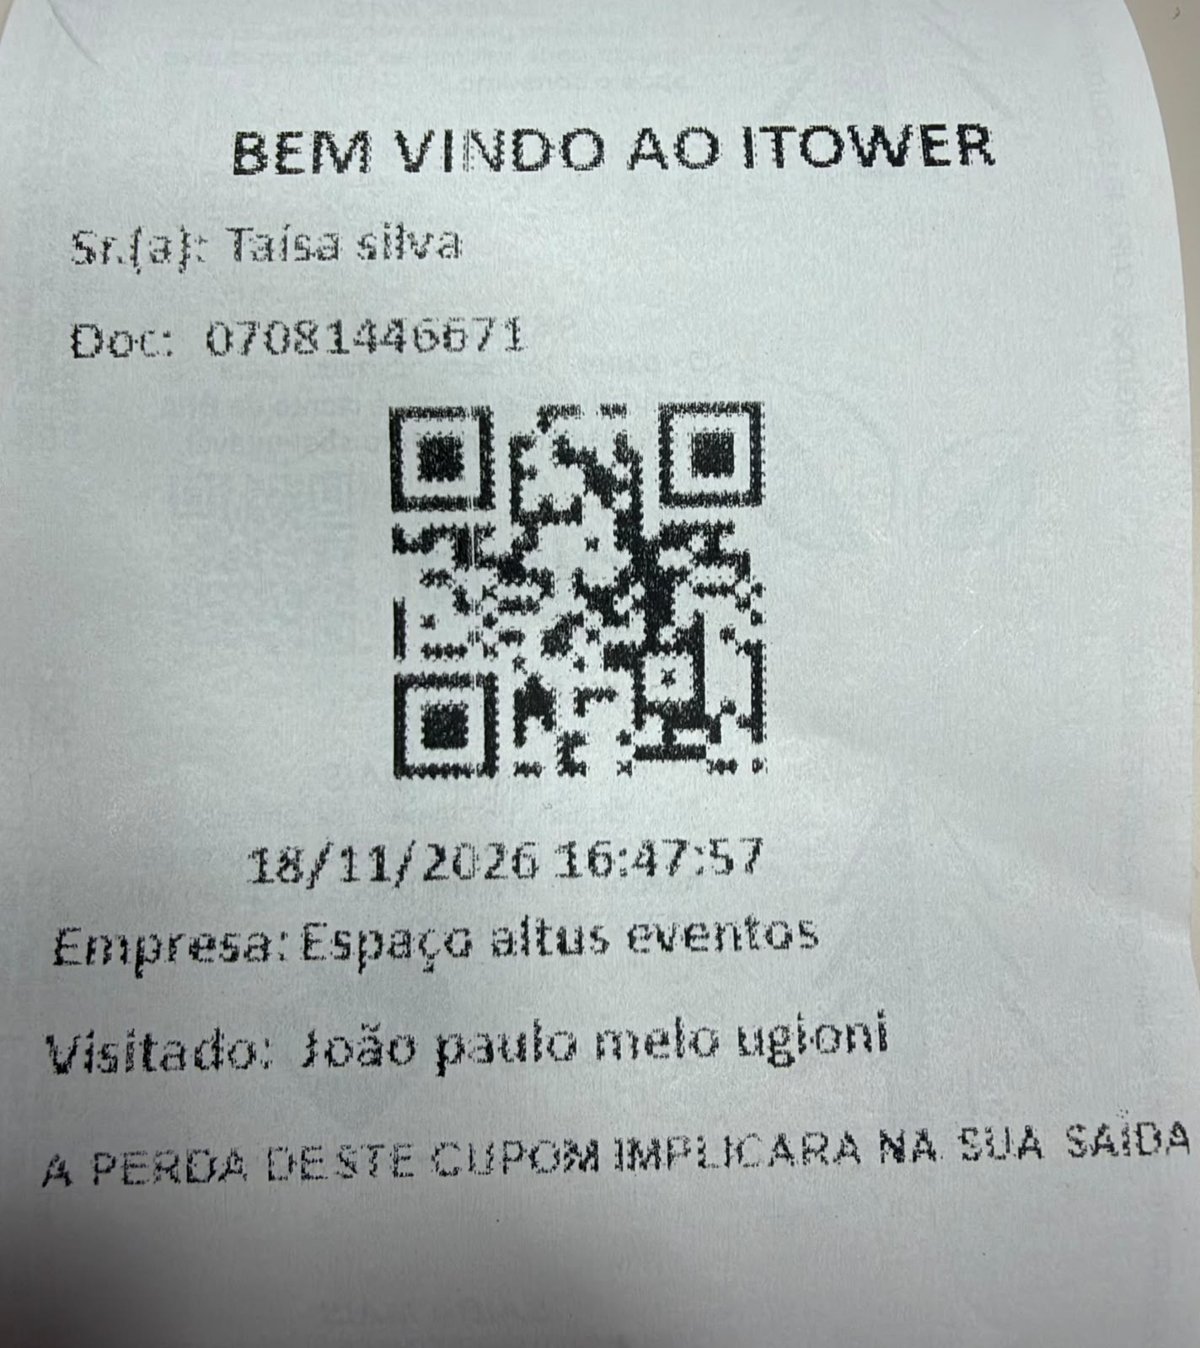 BEM VINDO AO ITOWER
Sr.(a): Taísa silva
Doc: 07081446671
18/11/2026 16:47:57
Empresa: Espaço altus eventos
Visitado: João paulo melo ugioni
A PERDA DESTE CUPOM IMPLICARA NA SUA SAÍDA